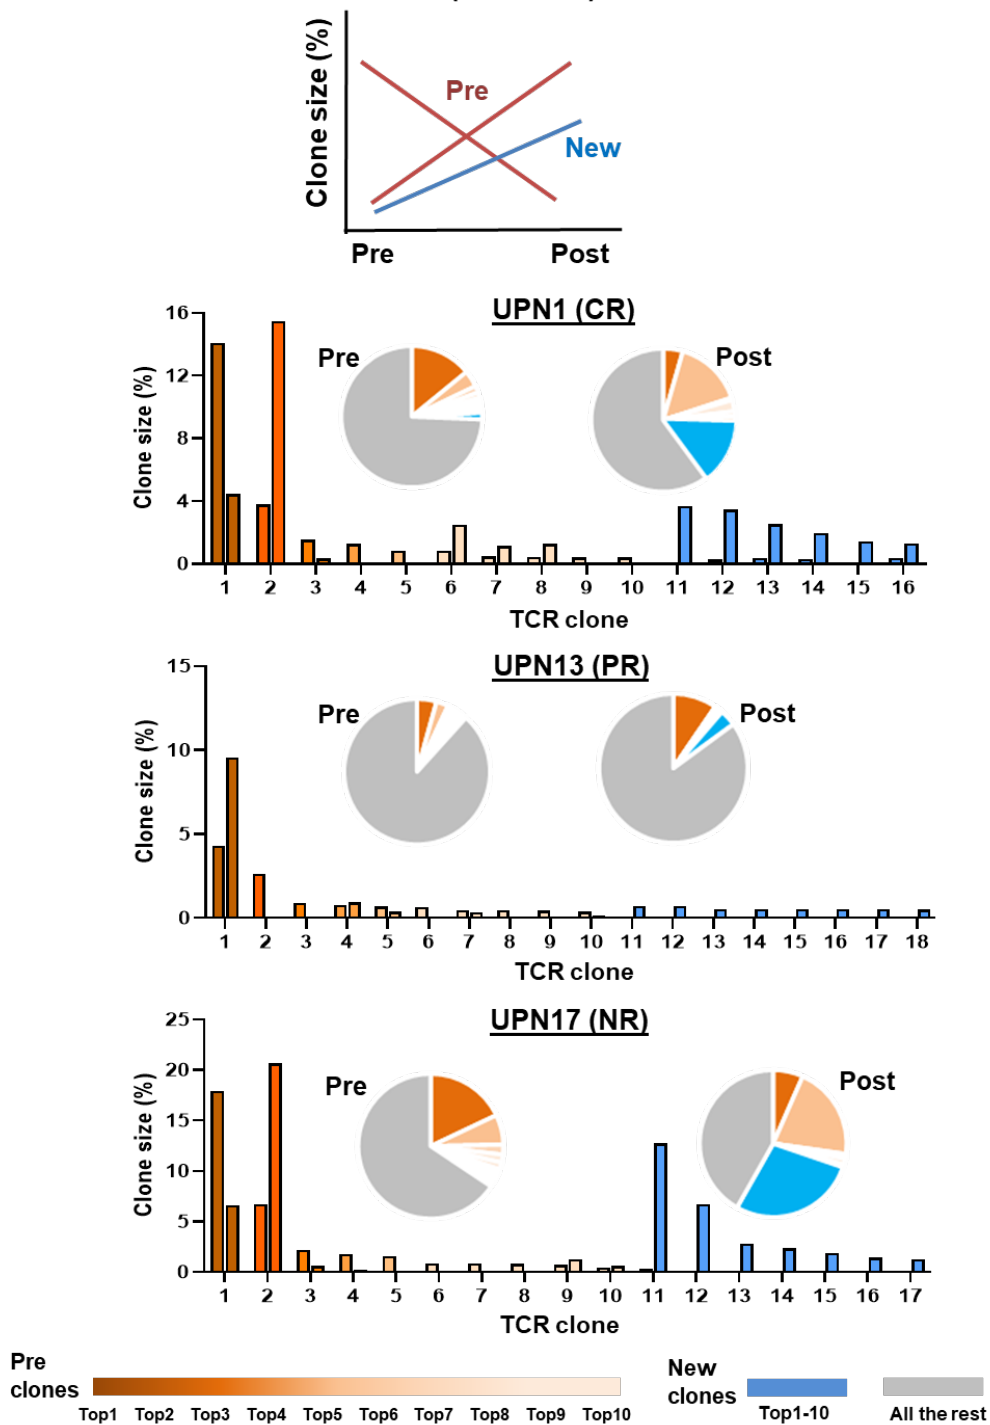 Clone size (%)
Pre
New
Pre Post
UPN1 (CR)
Pre
Post
Clone size (%)
16
12
8
4
0
1 2 3 4 5 6 7 8 9 10 11 12 13 14 15 16
TCR clone
UPN13 (PR)
Pre
Post
Clone size (%)
15
10
5
0
1 2 3 4 5 6 7 8 9 10 11 12 13 14 15 16 17 18
TCR clone
UPN17 (NR)
Pre
Post
Clone size (%)
25
20
15
10
5
0
1 2 3 4 5 6 7 8 9 10 11 12 13 14 15 16 17
TCR clone
Pre
clones
Top1 Top2 Top3 Top4 Top5 Top6 Top7 Top8 Top9 Top10
New
clones
Top1-10
All the rest